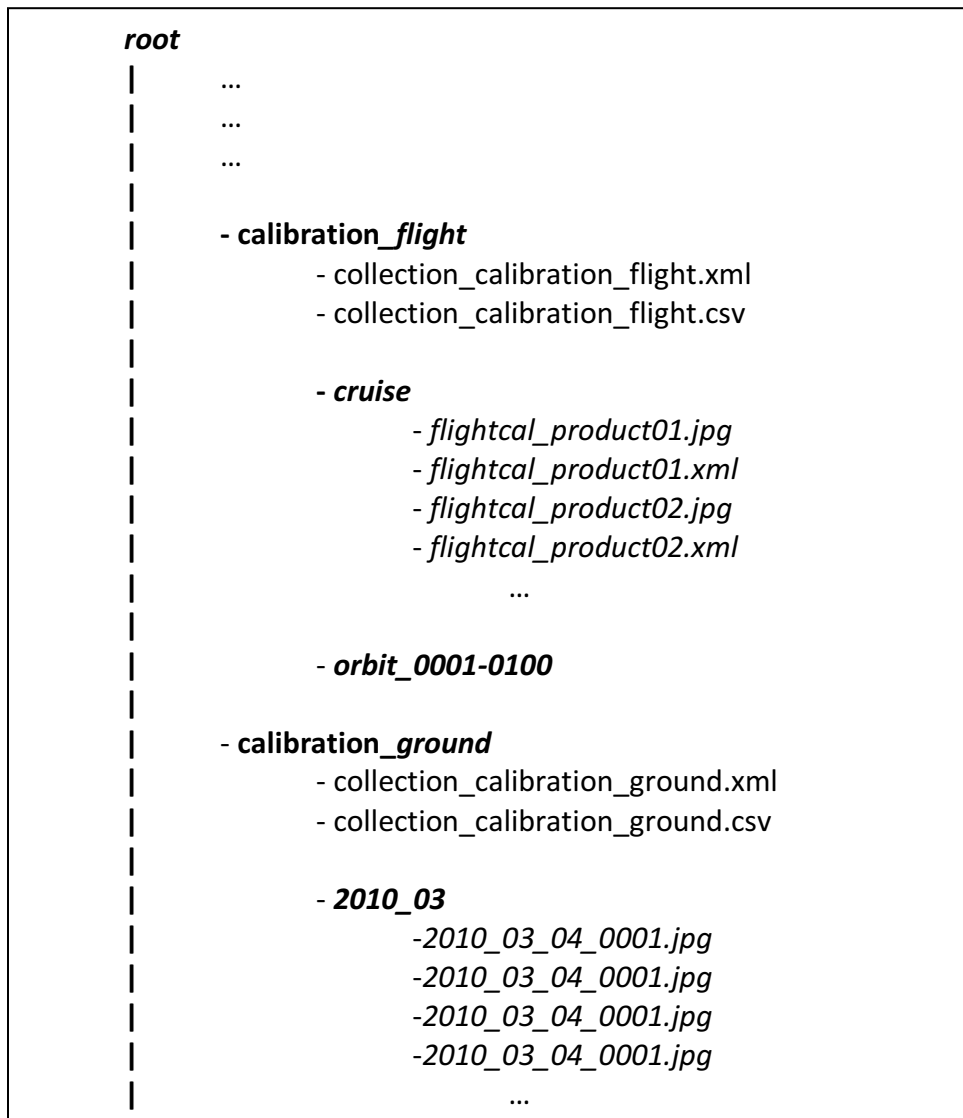 root
| …
| …
| …
|
| - calibration_flight
| - collection_calibration_flight.xml
| - collection_calibration_flight.csv
|
| - cruise
| - flightcal_product01.jpg
| - flightcal_product01.xml
| - flightcal_product02.jpg
| - flightcal_product02.xml
| …
|
| - orbit_0001-0100
|
| - calibration_ground
| - collection_calibration_ground.xml
| - collection_calibration_ground.csv
|
| - 2010_03
| -2010_03_04_0001.jpg
| -2010_03_04_0001.jpg
| -2010_03_04_0001.jpg
| -2010_03_04_0001.jpg
| …